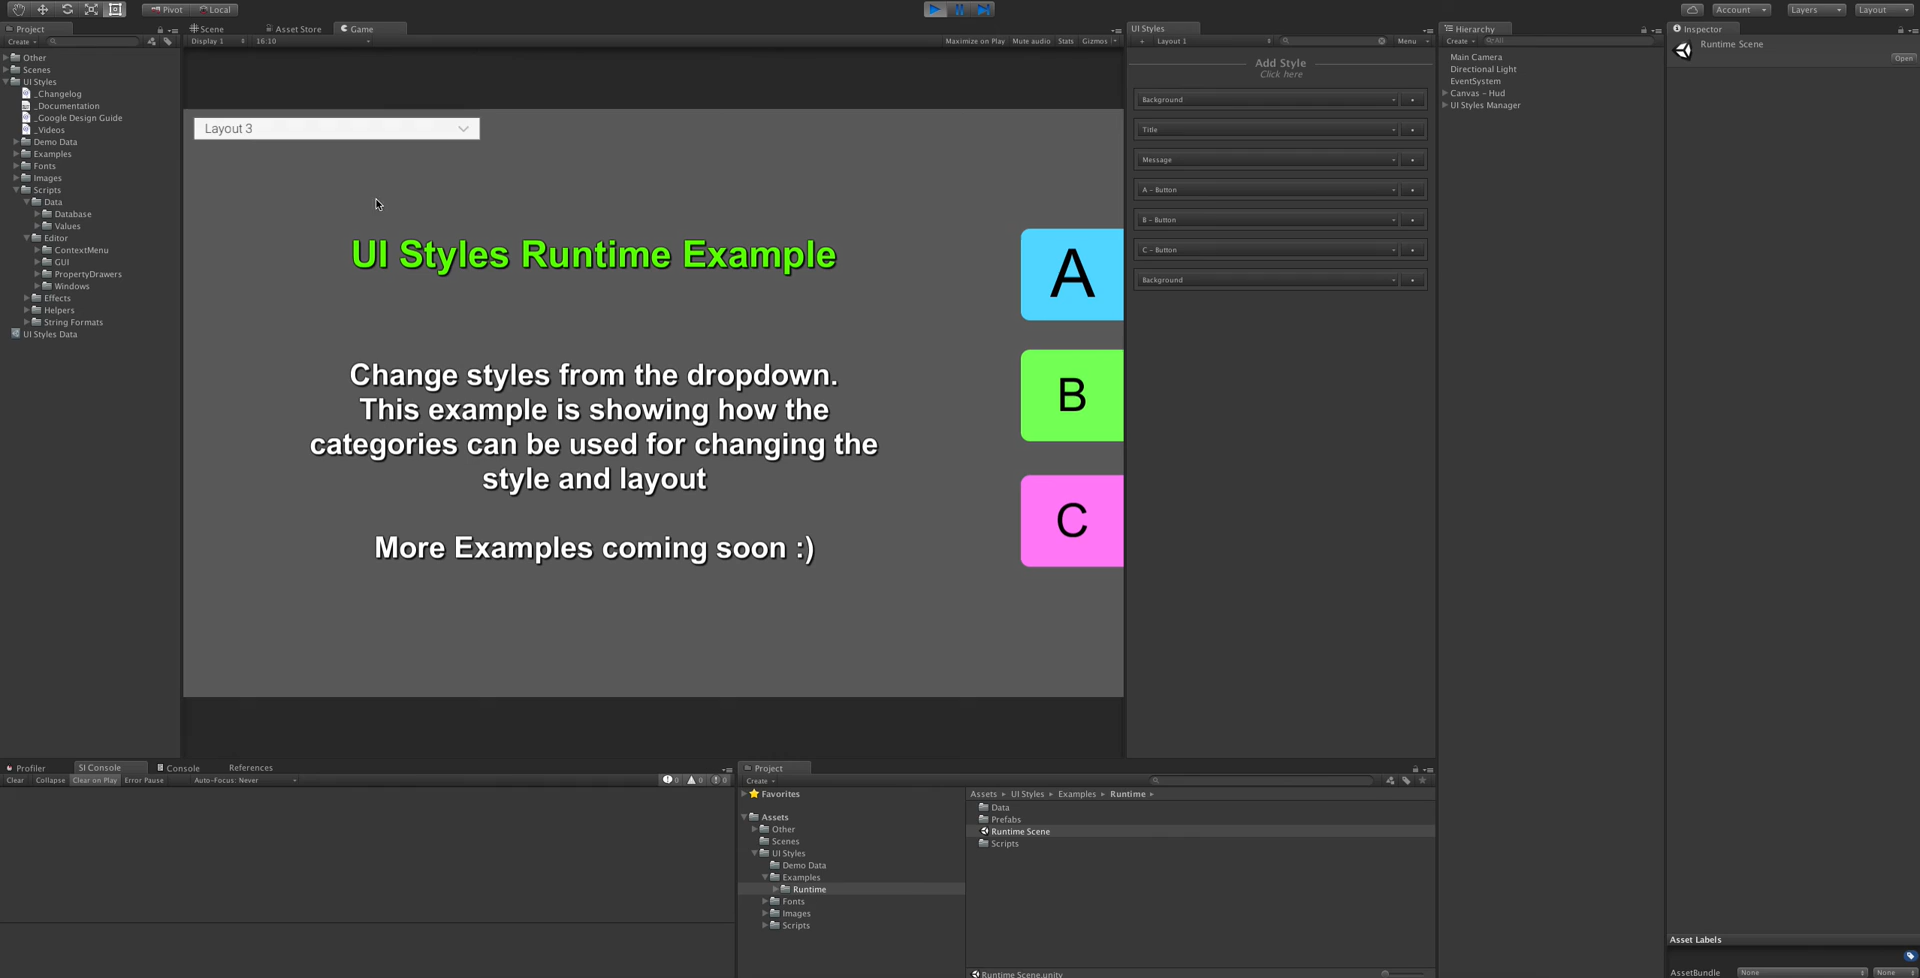 Pivot
Local
Account
Layers
Layout
Project
Create
Other
Scenes
UI Styles
_Changelog
_Documentation
_Google Design Guide
_Videos
Demo Data
Examples
Fonts
Images
Scripts
Data
Database
Values
Editor
ContextMenu
GUI
PropertyDrawers
Windows
Effects
Helpers
String Formats
UI Styles Data
Scene
Asset Store
Game
Display 1
16:10
Maximize on Play
Mute audio
Stats
Gizmos
Layout 3
UI Styles Runtime Example
Change styles from the dropdown.
This example is showing how the
categories can be used for changing the
style and layout
More Examples coming soon :)
A
B
C
UI Styles
+
Layout 1
Menu
Add Style
Click here
Background
Title
Message
A - Button
B - Button
C - Button
Background
Hierarchy
Create
All
Main Camera
Directional Light
EventSystem
Canvas - Hud
UI Styles Manager
Inspector
Runtime Scene
Open
Profiler
SI Console
Console
References
Clear
Collapse
Clear on Play
Error Pause
Auto-Focus: Never
0
0
0
Project
Create
Favorites
Assets
Other
Scenes
UI Styles
Demo Data
Examples
Runtime
Fonts
Images
Scripts
Assets
UI Styles
Examples
Runtime
Data
Prefabs
Runtime Scene
Scripts
Runtime Scene.unity
Asset Labels
AssetBundle
None
None